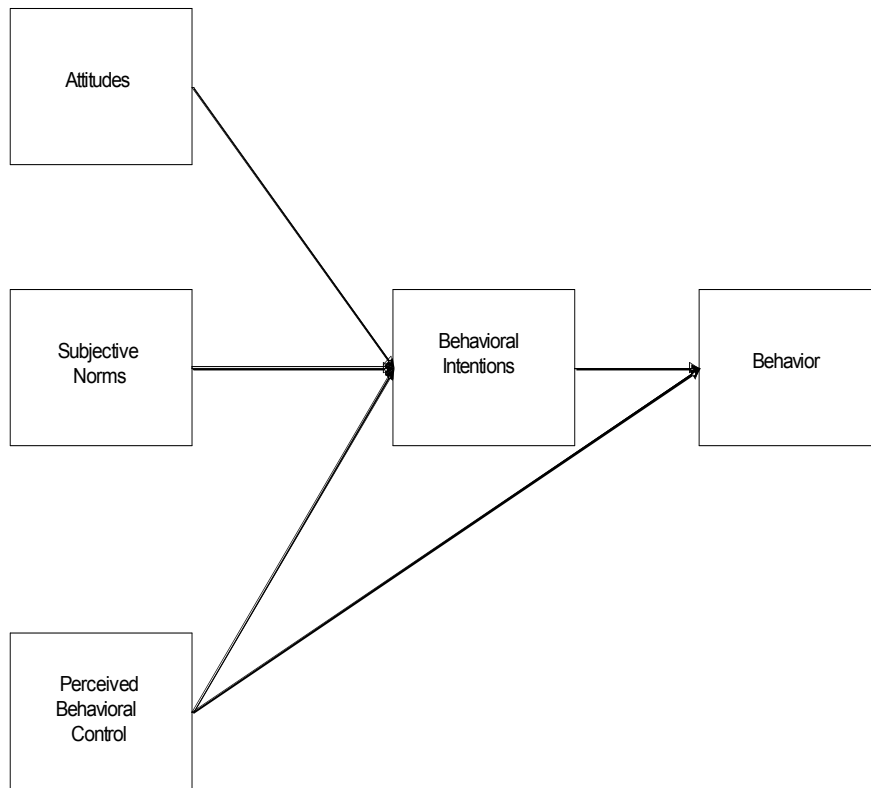 Attitudes
Subjective
Norms
Behavioral
Intentions
Behavior
Perceived
Behavioral
Control